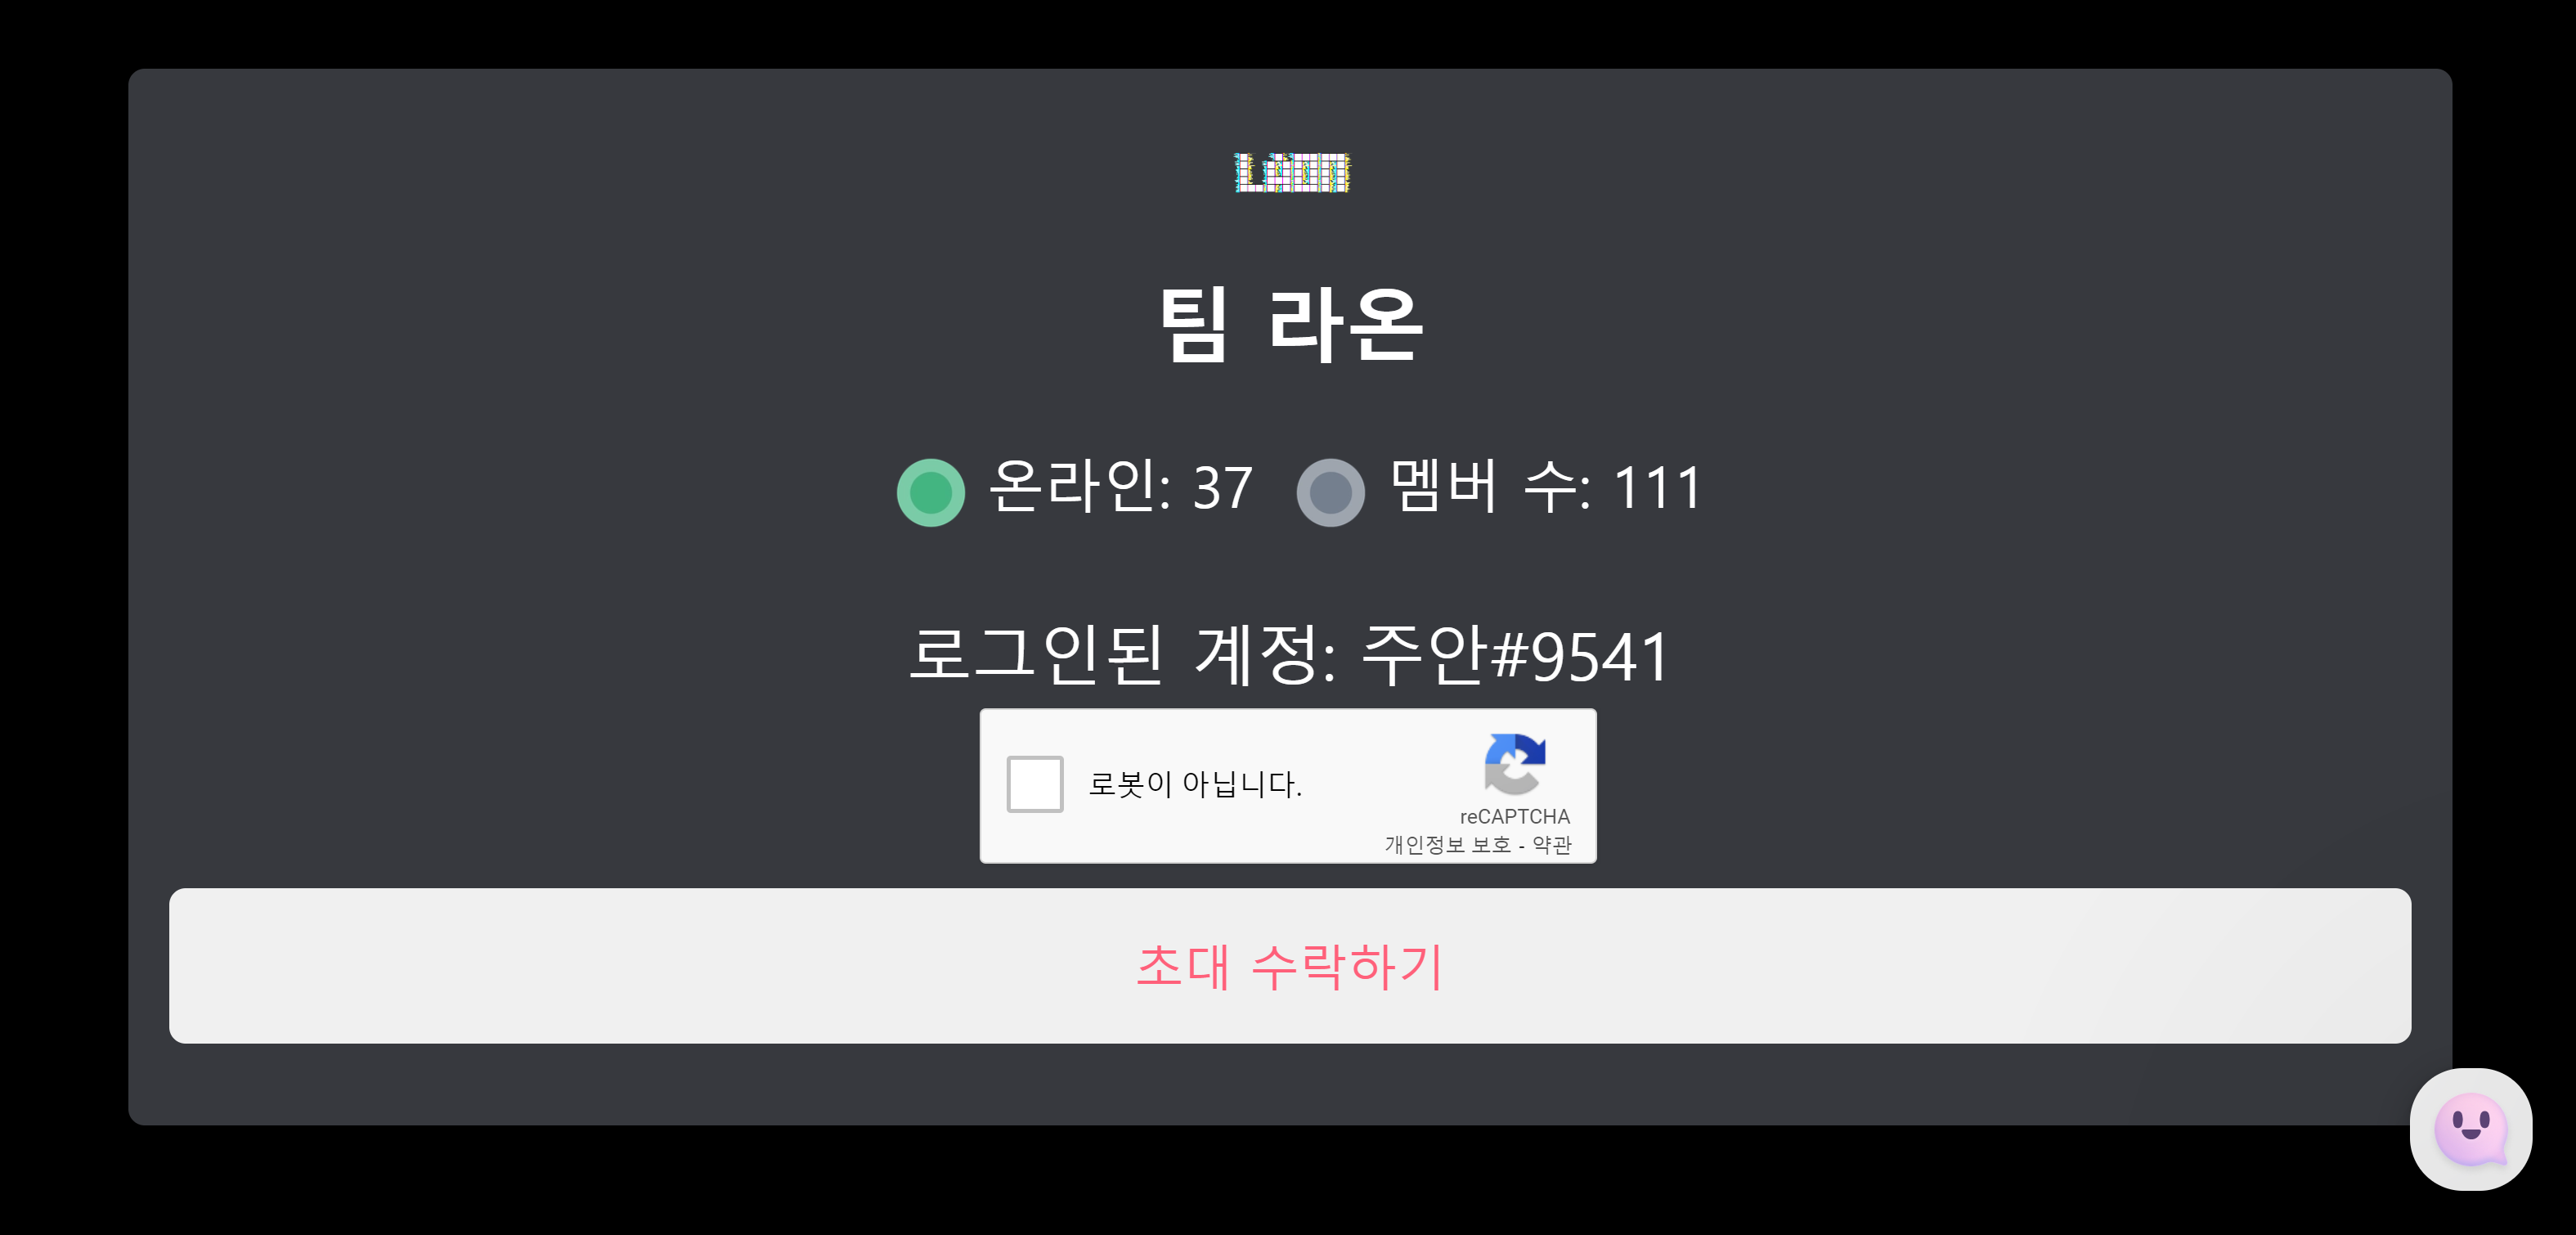 팀 라온
온라인: 37 멤버 수: 111
로그인된 계정: 주안#9541
로봇이 아닙니다.
reCAPTCHA
개인정보 보호 - 약관
초대 수락하기